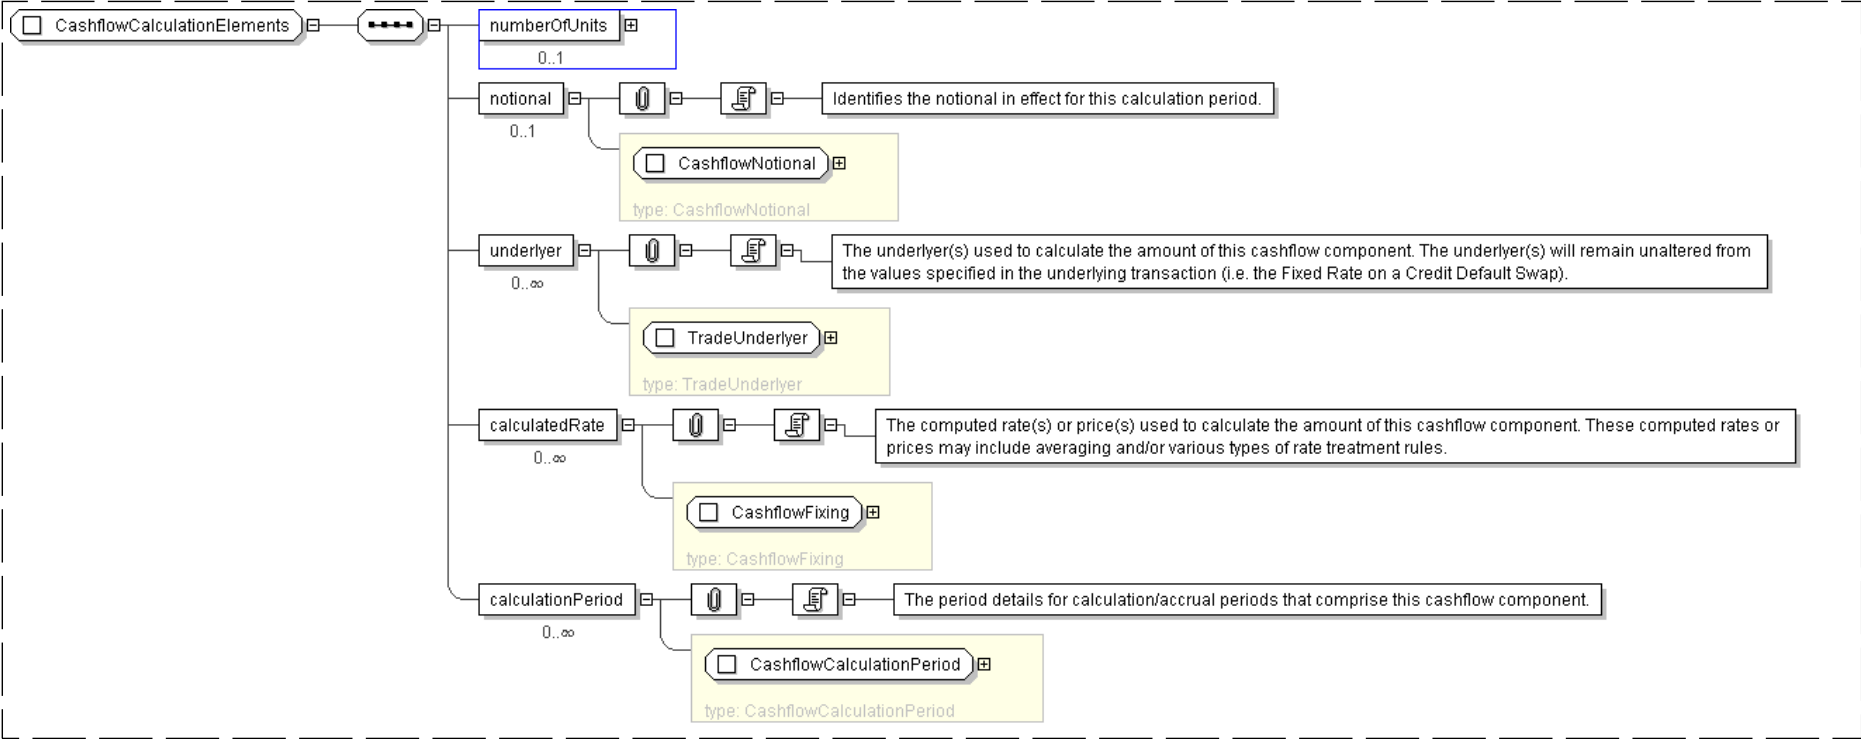 CashflowCalculationElements
numberOfUnits
0..1
notional
Identifies the notional in effect for this calculation period.
0..1
CashflowNotional
type: CashflowNotional
underlyer
The underlyer(s) used to calculate the amount of this cashflow component. The underlyer(s) will remain unaltered from
the values specified in the underlying transaction (i.e. the Fixed Rate on a Credit Default Swap).
0..∞
TradeUnderlyer
type: TradeUnderlyer
calculatedRate
The computed rate(s) or price(s) used to calculate the amount of this cashflow component. These computed rates or
prices may include averaging and/or various types of rate treatment rules.
0..∞
CashflowFixing
type: CashflowFixing
calculationPeriod
The period details for calculation/accrual periods that comprise this cashflow component.
0..∞
CashflowCalculationPeriod
type: CashflowCalculationPeriod